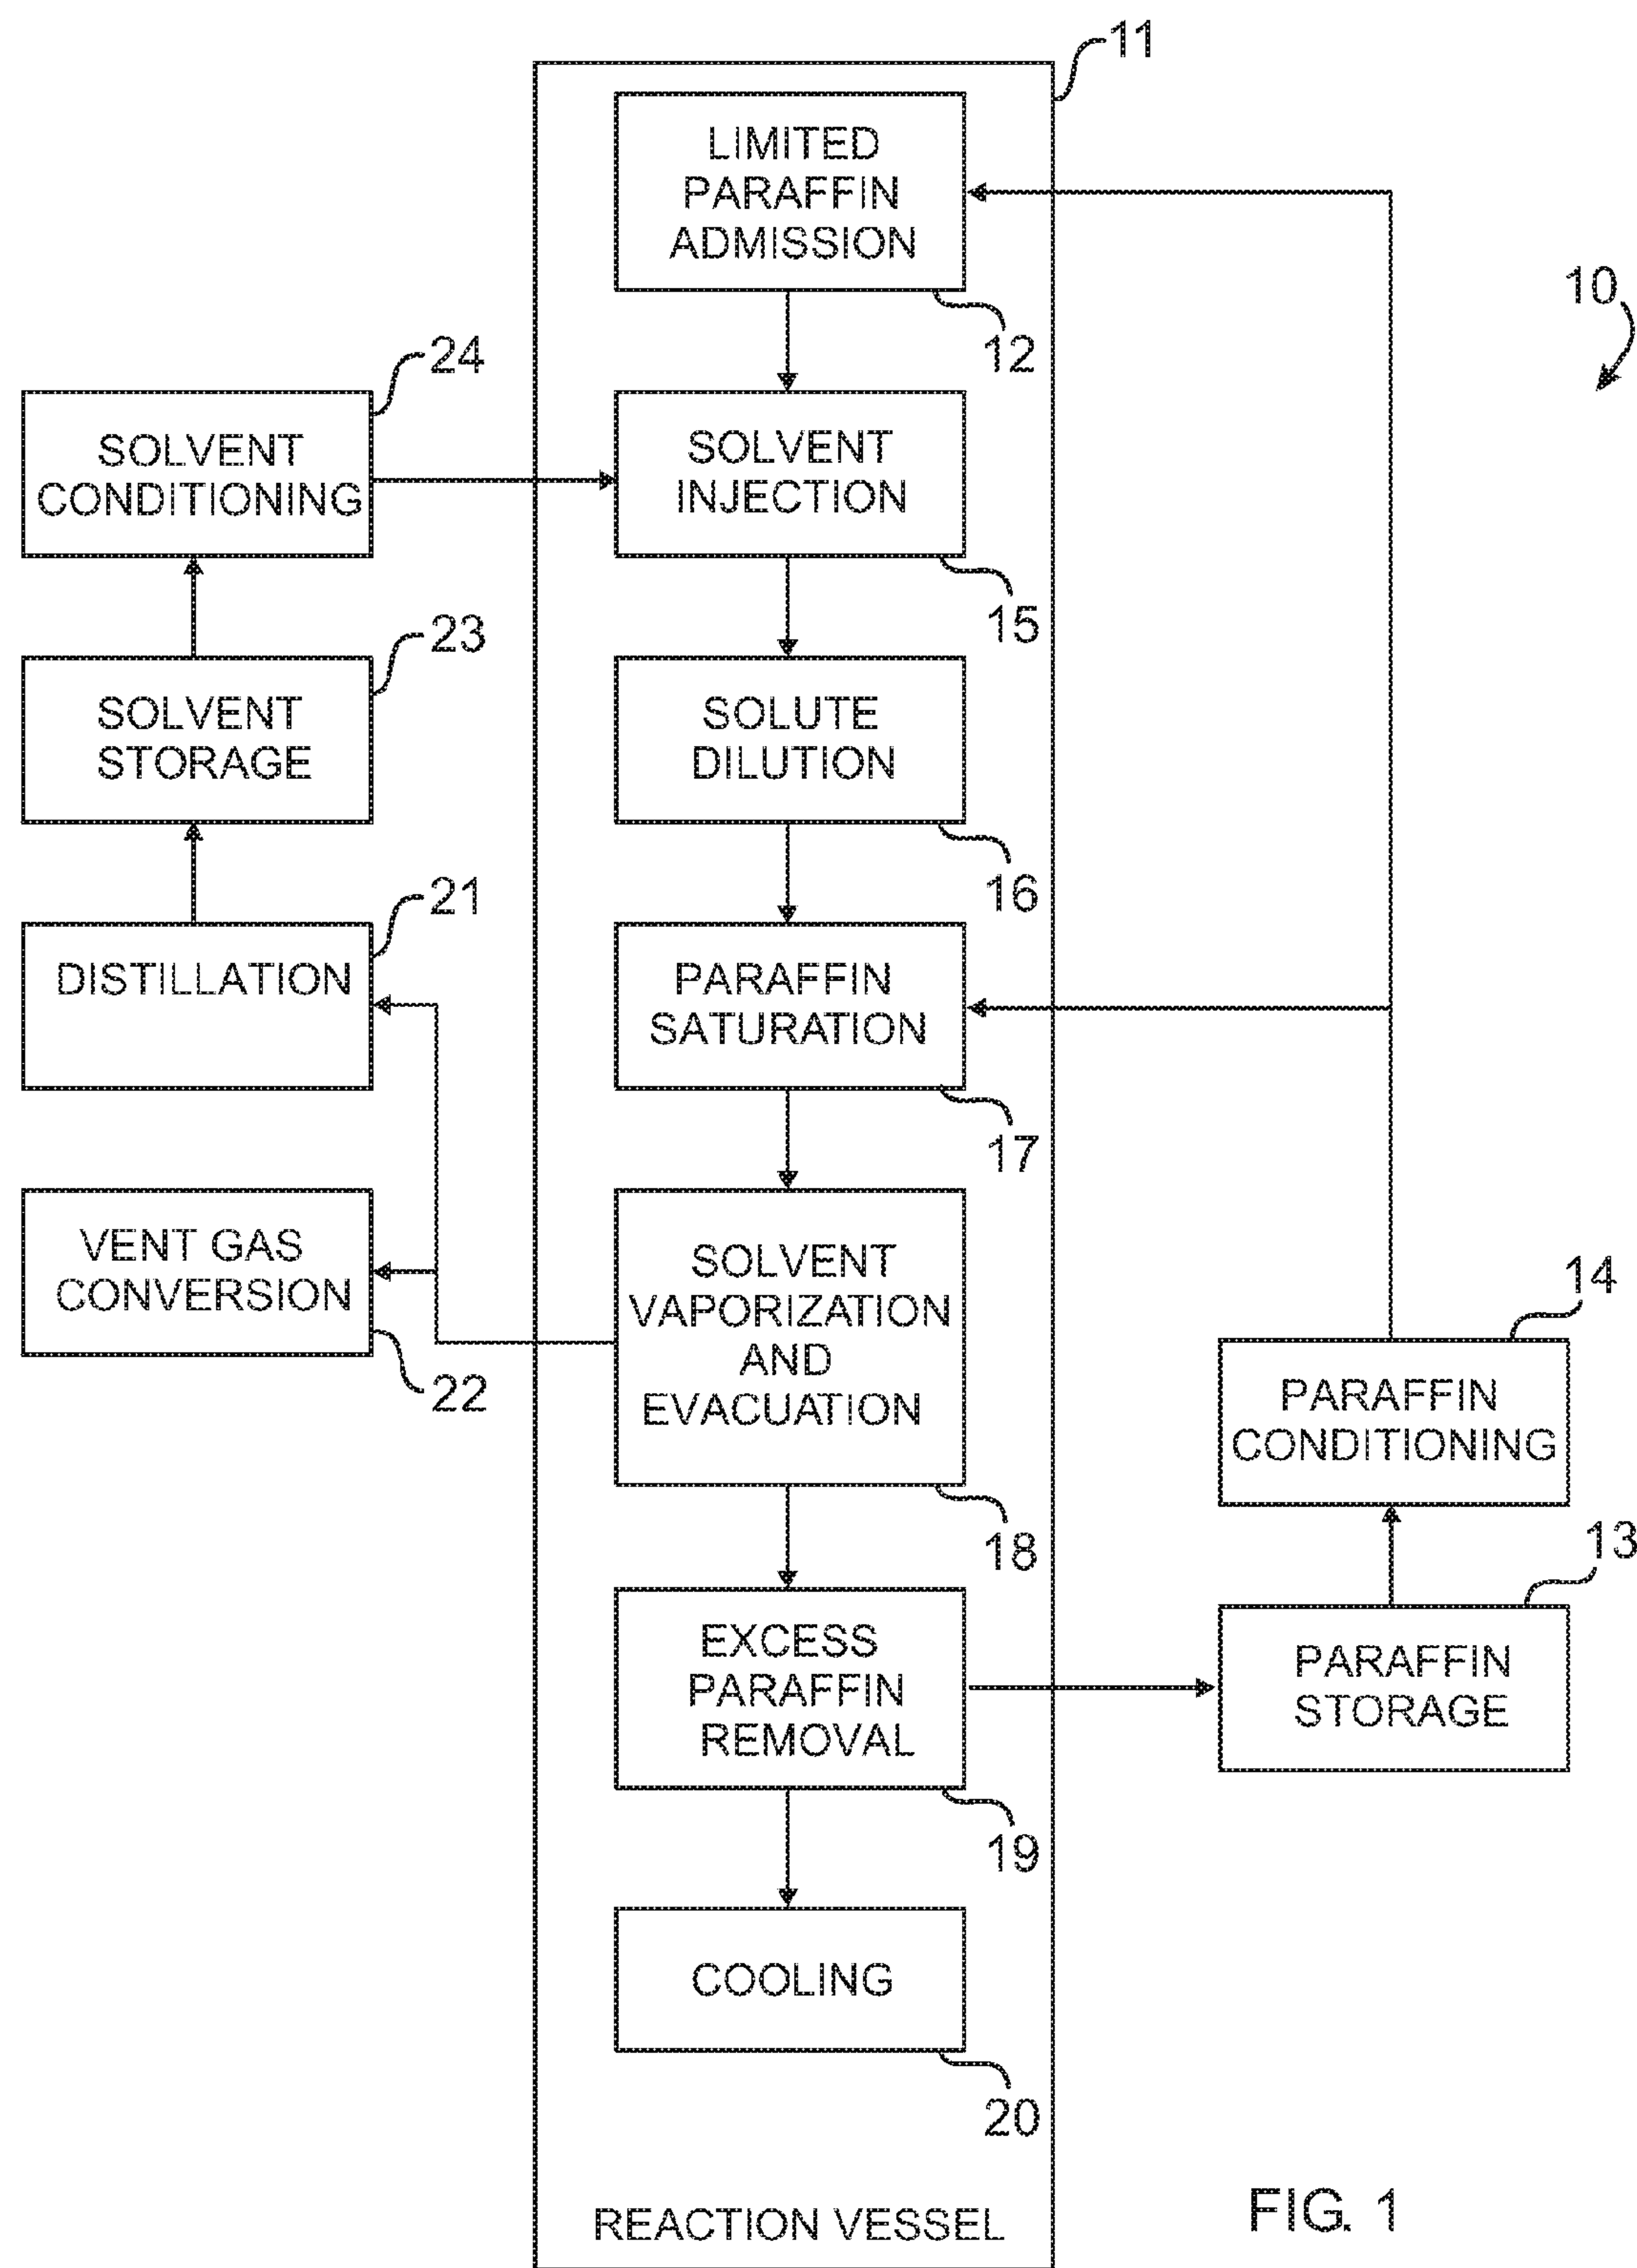 11
LIMITED
PARAFFIN
ADMISSION
10
12
24
SOLVENT
CONDITIONING
SOLVENT
INJECTION
15
23
SOLVENT
STORAGE
SOLUTE
DILUTION
16
21
DISTILLATION
PARAFFIN
SATURATION
17
VENT GAS
CONVERSION
22
SOLVENT
VAPORIZATION
AND
EVACUATION
18
14
PARAFFIN
CONDITIONING
13
EXCESS
PARAFFIN
REMOVAL
19
PARAFFIN
STORAGE
COOLING
20
REACTION VESSEL
FIG. 1